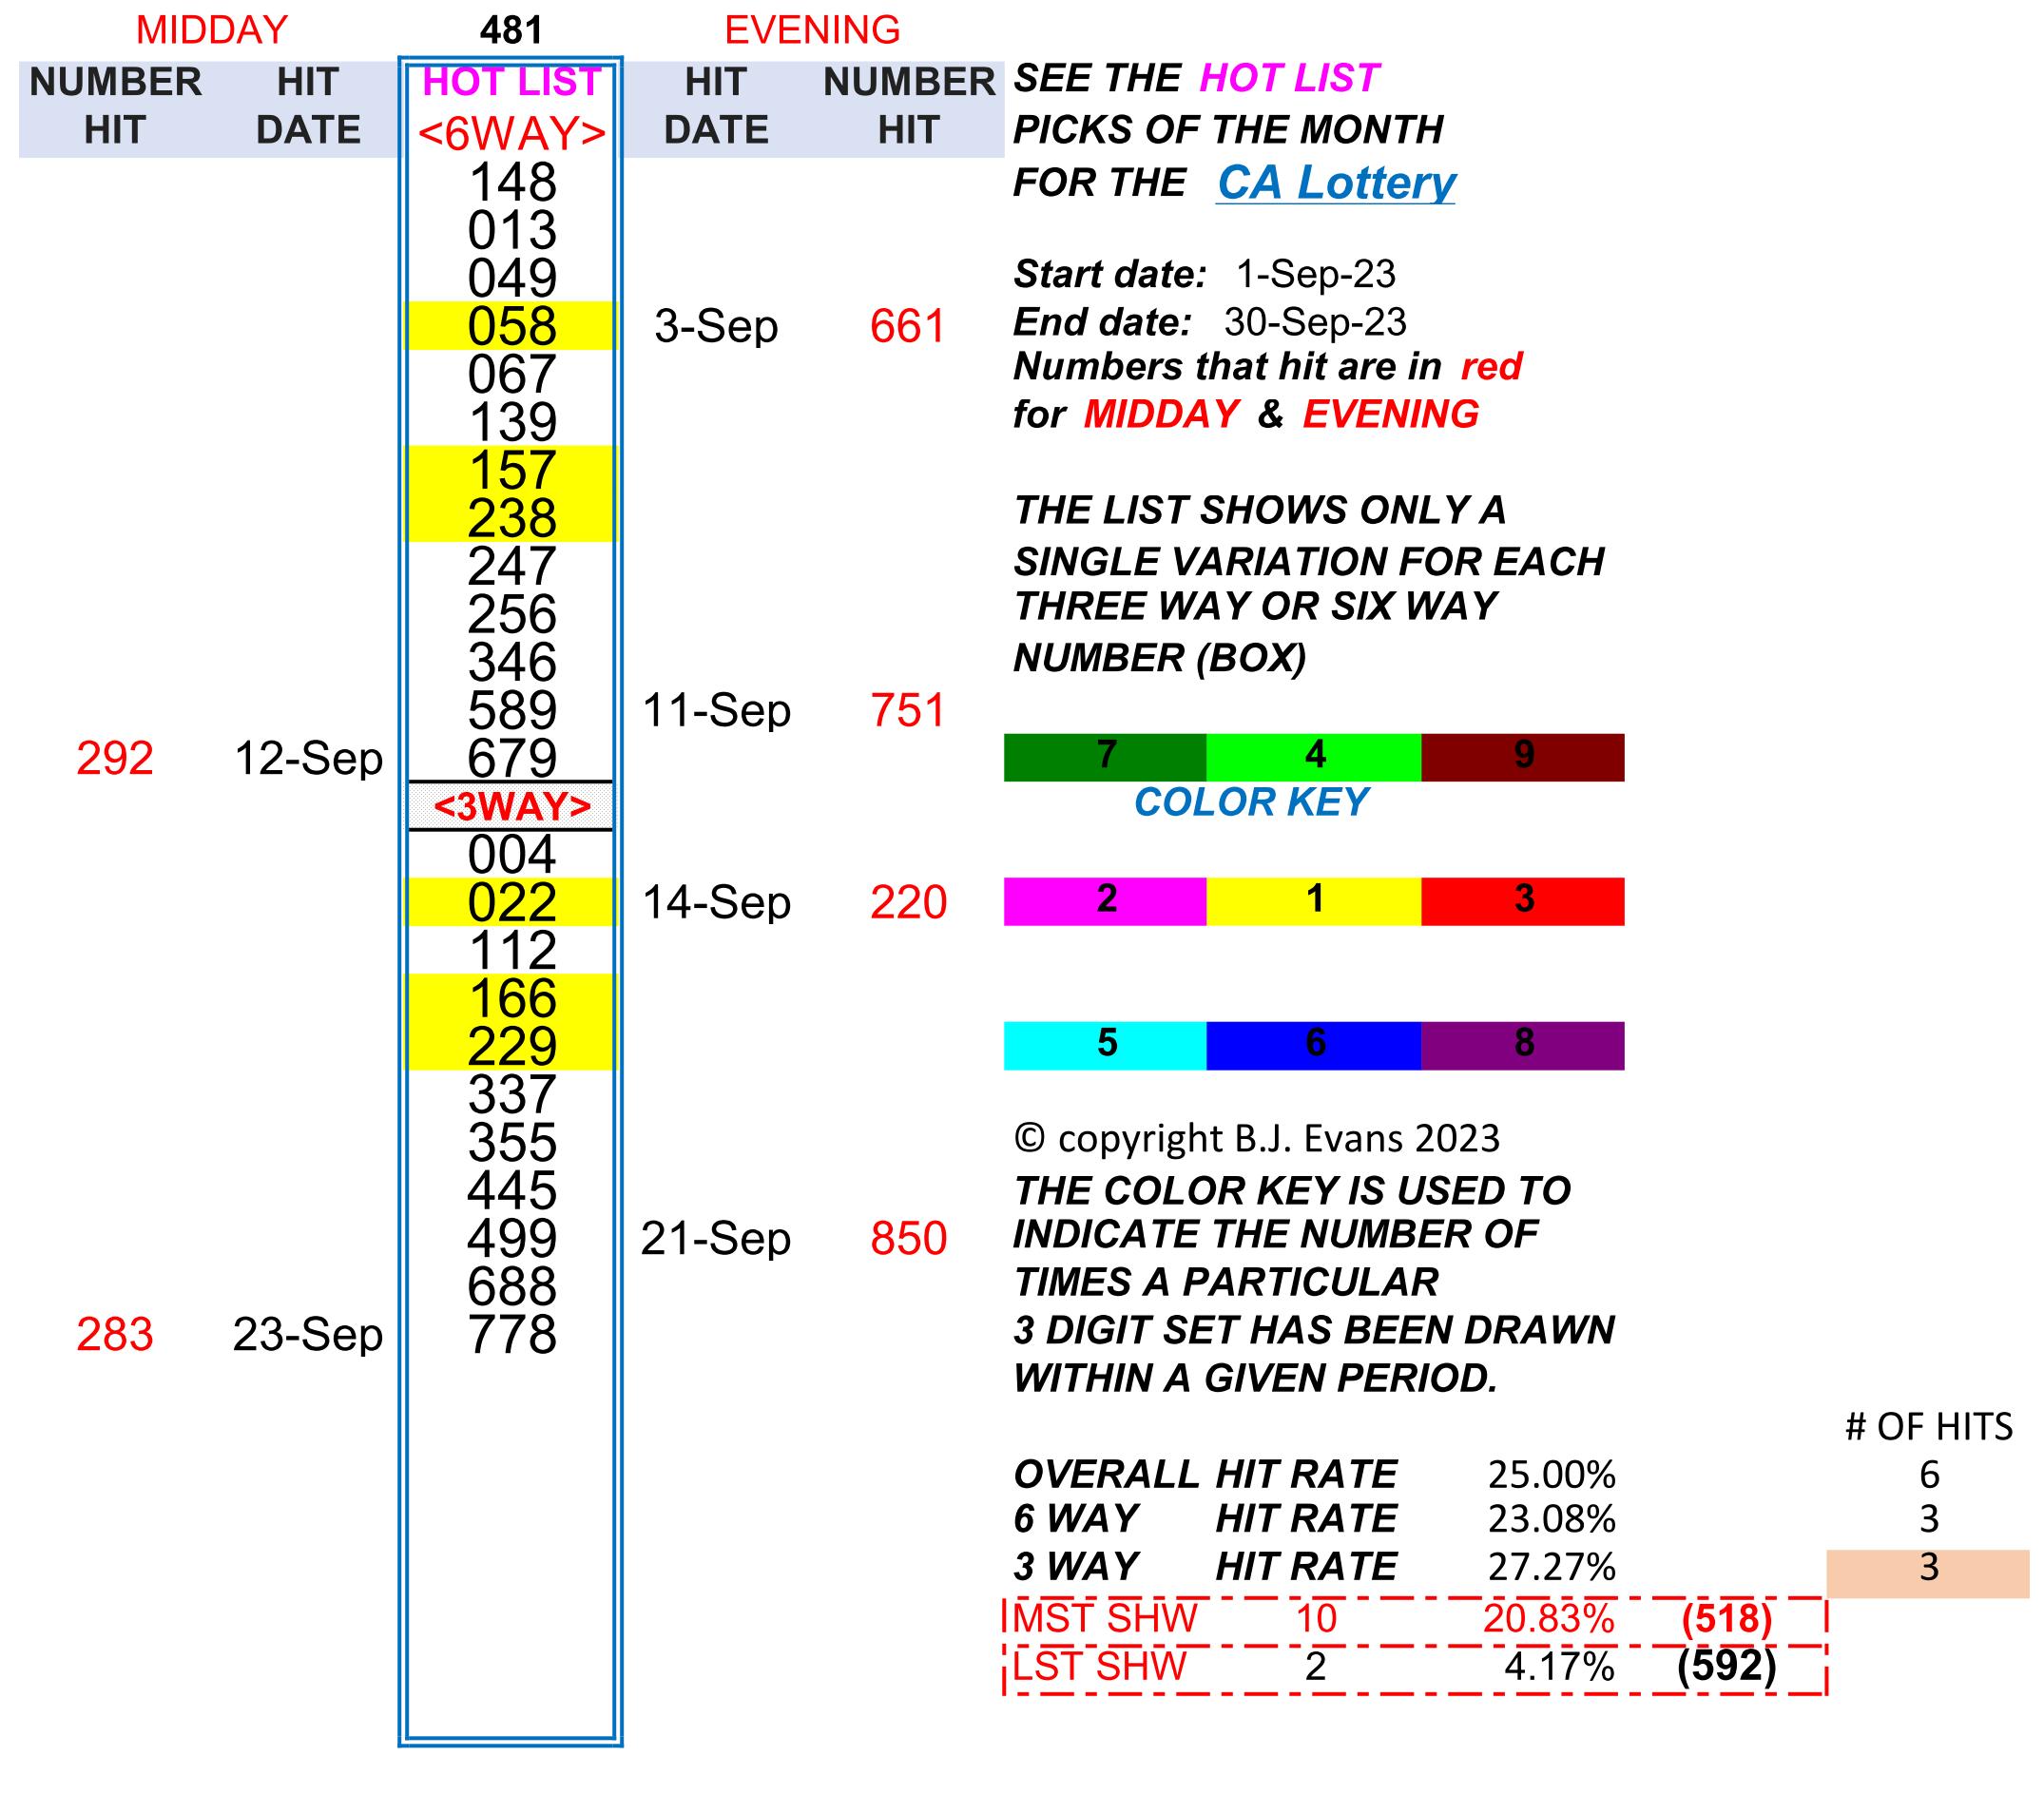 MIDDAY 481 EVENING
NUMBER HIT HOT LIST HIT NUMBER
HIT DATE <6WAY> DATE HIT
148
013
049
058 3-Sep 661
067
139
157
238
247
256
346
589 11-Sep 751
292 12-Sep 679
<3WAY>
004
022 14-Sep 220
112
166
229
337
355
445
499 21-Sep 850
688
283 23-Sep 778
SEE THE HOT LIST
PICKS OF THE MONTH
FOR THE CA Lottery
Start date: 1-Sep-23
End date: 30-Sep-23
Numbers that hit are in red
for MIDDAY & EVENING
THE LIST SHOWS ONLY A
SINGLE VARIATION FOR EACH
THREE WAY OR SIX WAY
NUMBER (BOX)
7 4 9
COLOR KEY
2 1 3
5 6 8
© copyright B.J. Evans 2023
THE COLOR KEY IS USED TO
INDICATE THE NUMBER OF
TIMES A PARTICULAR
3 DIGIT SET HAS BEEN DRAWN
WITHIN A GIVEN PERIOD.
# OF HITS
OVERALL HIT RATE 25.00% 6
6 WAY HIT RATE 23.08% 3
3 WAY HIT RATE 27.27% 3
MST SHW 10 20.83% (518)
LST SHW 2 4.17% (592)